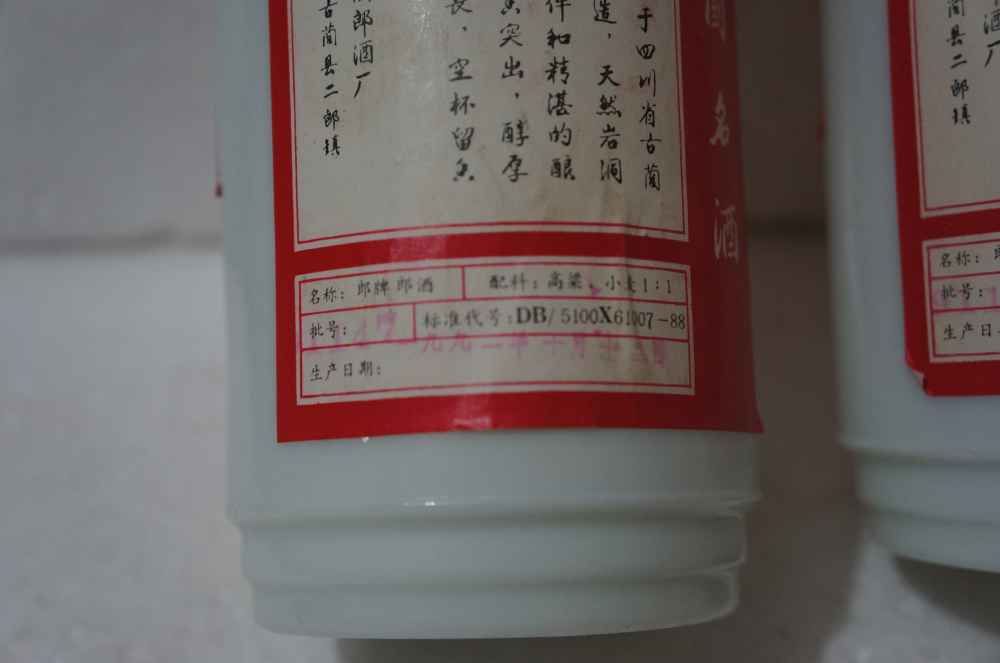 于四川省古蔺
造，天然岩洞
件和精湛的酿
突出，醇厚
长，空杯留香
郎酒厂
古蔺县二郎镇
名酒
名称：郎牌郎酒
配料：高粱、小麦1：1
批号：
标准代号：DB/5100X61007-88
生产日期：
酒厂
蔺县二郎镇
名称：
批号：
生产日